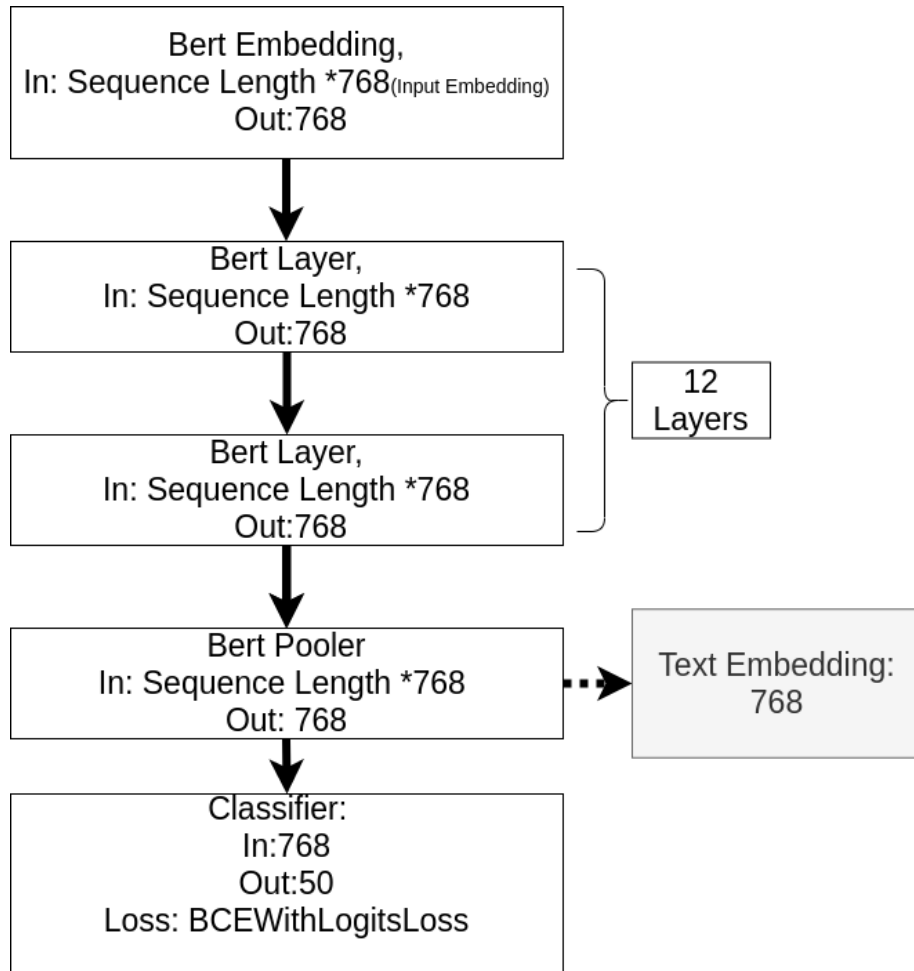 Bert Embedding,
In: Sequence Length *768(Input Embedding)
Out:768
Bert Layer,
In: Sequence Length *768
Out:768
12
Layers
Bert Layer,
In: Sequence Length *768
Out:768
Bert Pooler
In: Sequence Length *768
Out: 768
Text Embedding:
768
Classifier:
In:768
Out:50
Loss: BCEWithLogitsLoss